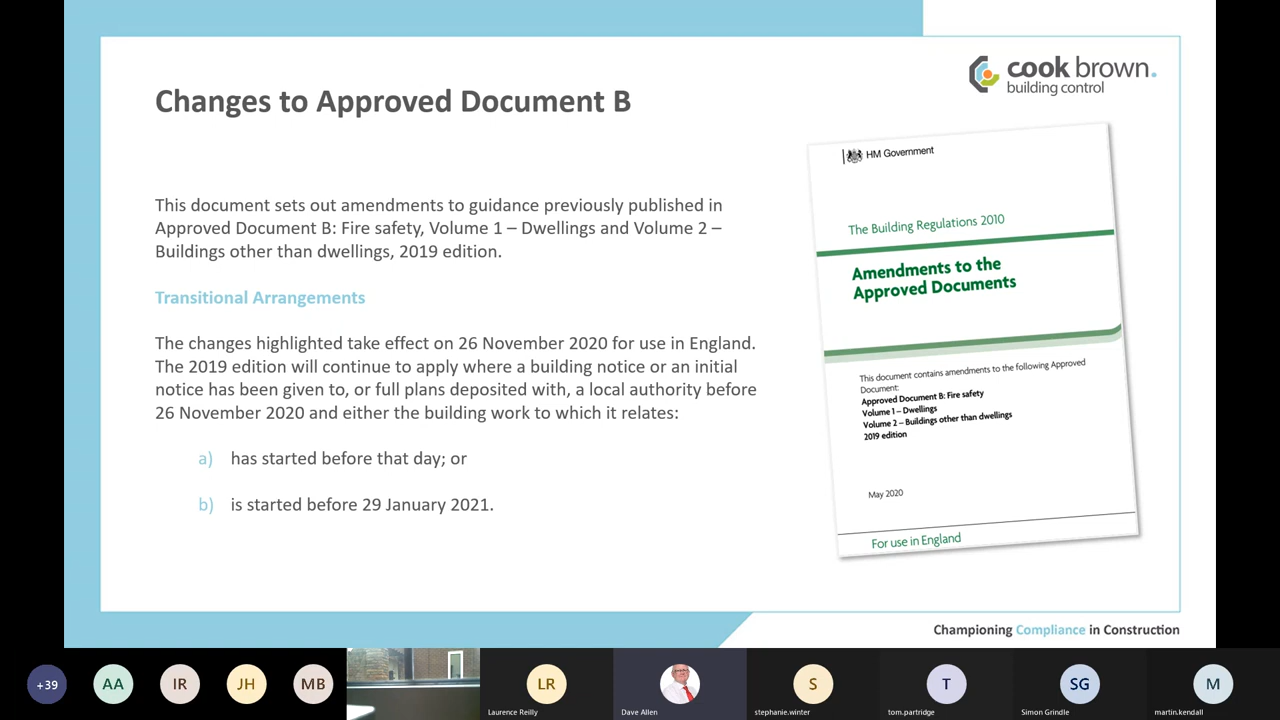 cook brown.
building control
Changes to Approved Document B
This document sets out amendments to guidance previously published in
Approved Document B: Fire safety, Volume 1 – Dwellings and Volume 2 –
Buildings other than dwellings, 2019 edition.
Transitional Arrangements
The changes highlighted take effect on 26 November 2020 for use in England.
The 2019 edition will continue to apply where a building notice or an initial
notice has been given to, or full plans deposited with, a local authority before
26 November 2020 and either the building work to which it relates:
a) has started before that day; or
b) is started before 29 January 2021.
HM Government
The Building Regulations 2010
Amendments to the
Approved Documents
This document contains amendments to the following Approved
Document:
Approved Document B: Fire safety
Volume 1 – Dwellings
Volume 2 – Buildings other than dwellings
2019 edition
May 2020
For use in England
Championing Compliance in Construction
+39
AA
IR
JH
MB
LR
S
T
SG
M
Laurence Reilly
Dave Allen
stephanie.winter
tom.partridge
Simon Grindle
martin.kendall